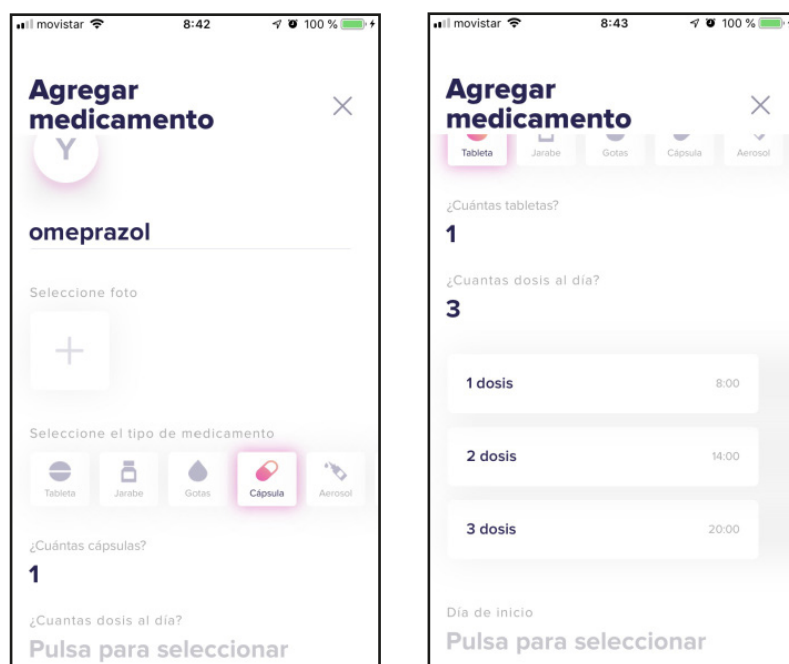 movistar 8:42 100 %
Agregar
medicamento
Y
omeprazol
Seleccione foto
Seleccione el tipo de medicamento
Tableta Jarabe Gotas Cápsula Aerosol
¿Cuántas cápsulas?
1
¿Cuantas dosis al día?
Pulsa para seleccionar
movistar 8:43 100 %
Agregar
medicamento
Tableta Jarabe Gotas Cápsula Aerosol
¿Cuántas tabletas?
1
¿Cuantas dosis al día?
3
1 dosis 8:00
2 dosis 14:00
3 dosis 20:00
Día de inicio
Pulsa para seleccionar